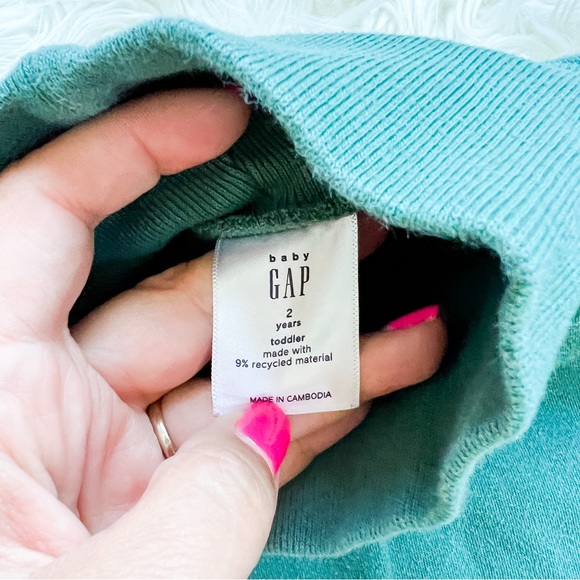 baby
GAP
2
years
toddler
made with
9% recycled material
MADE IN CAMBODIA